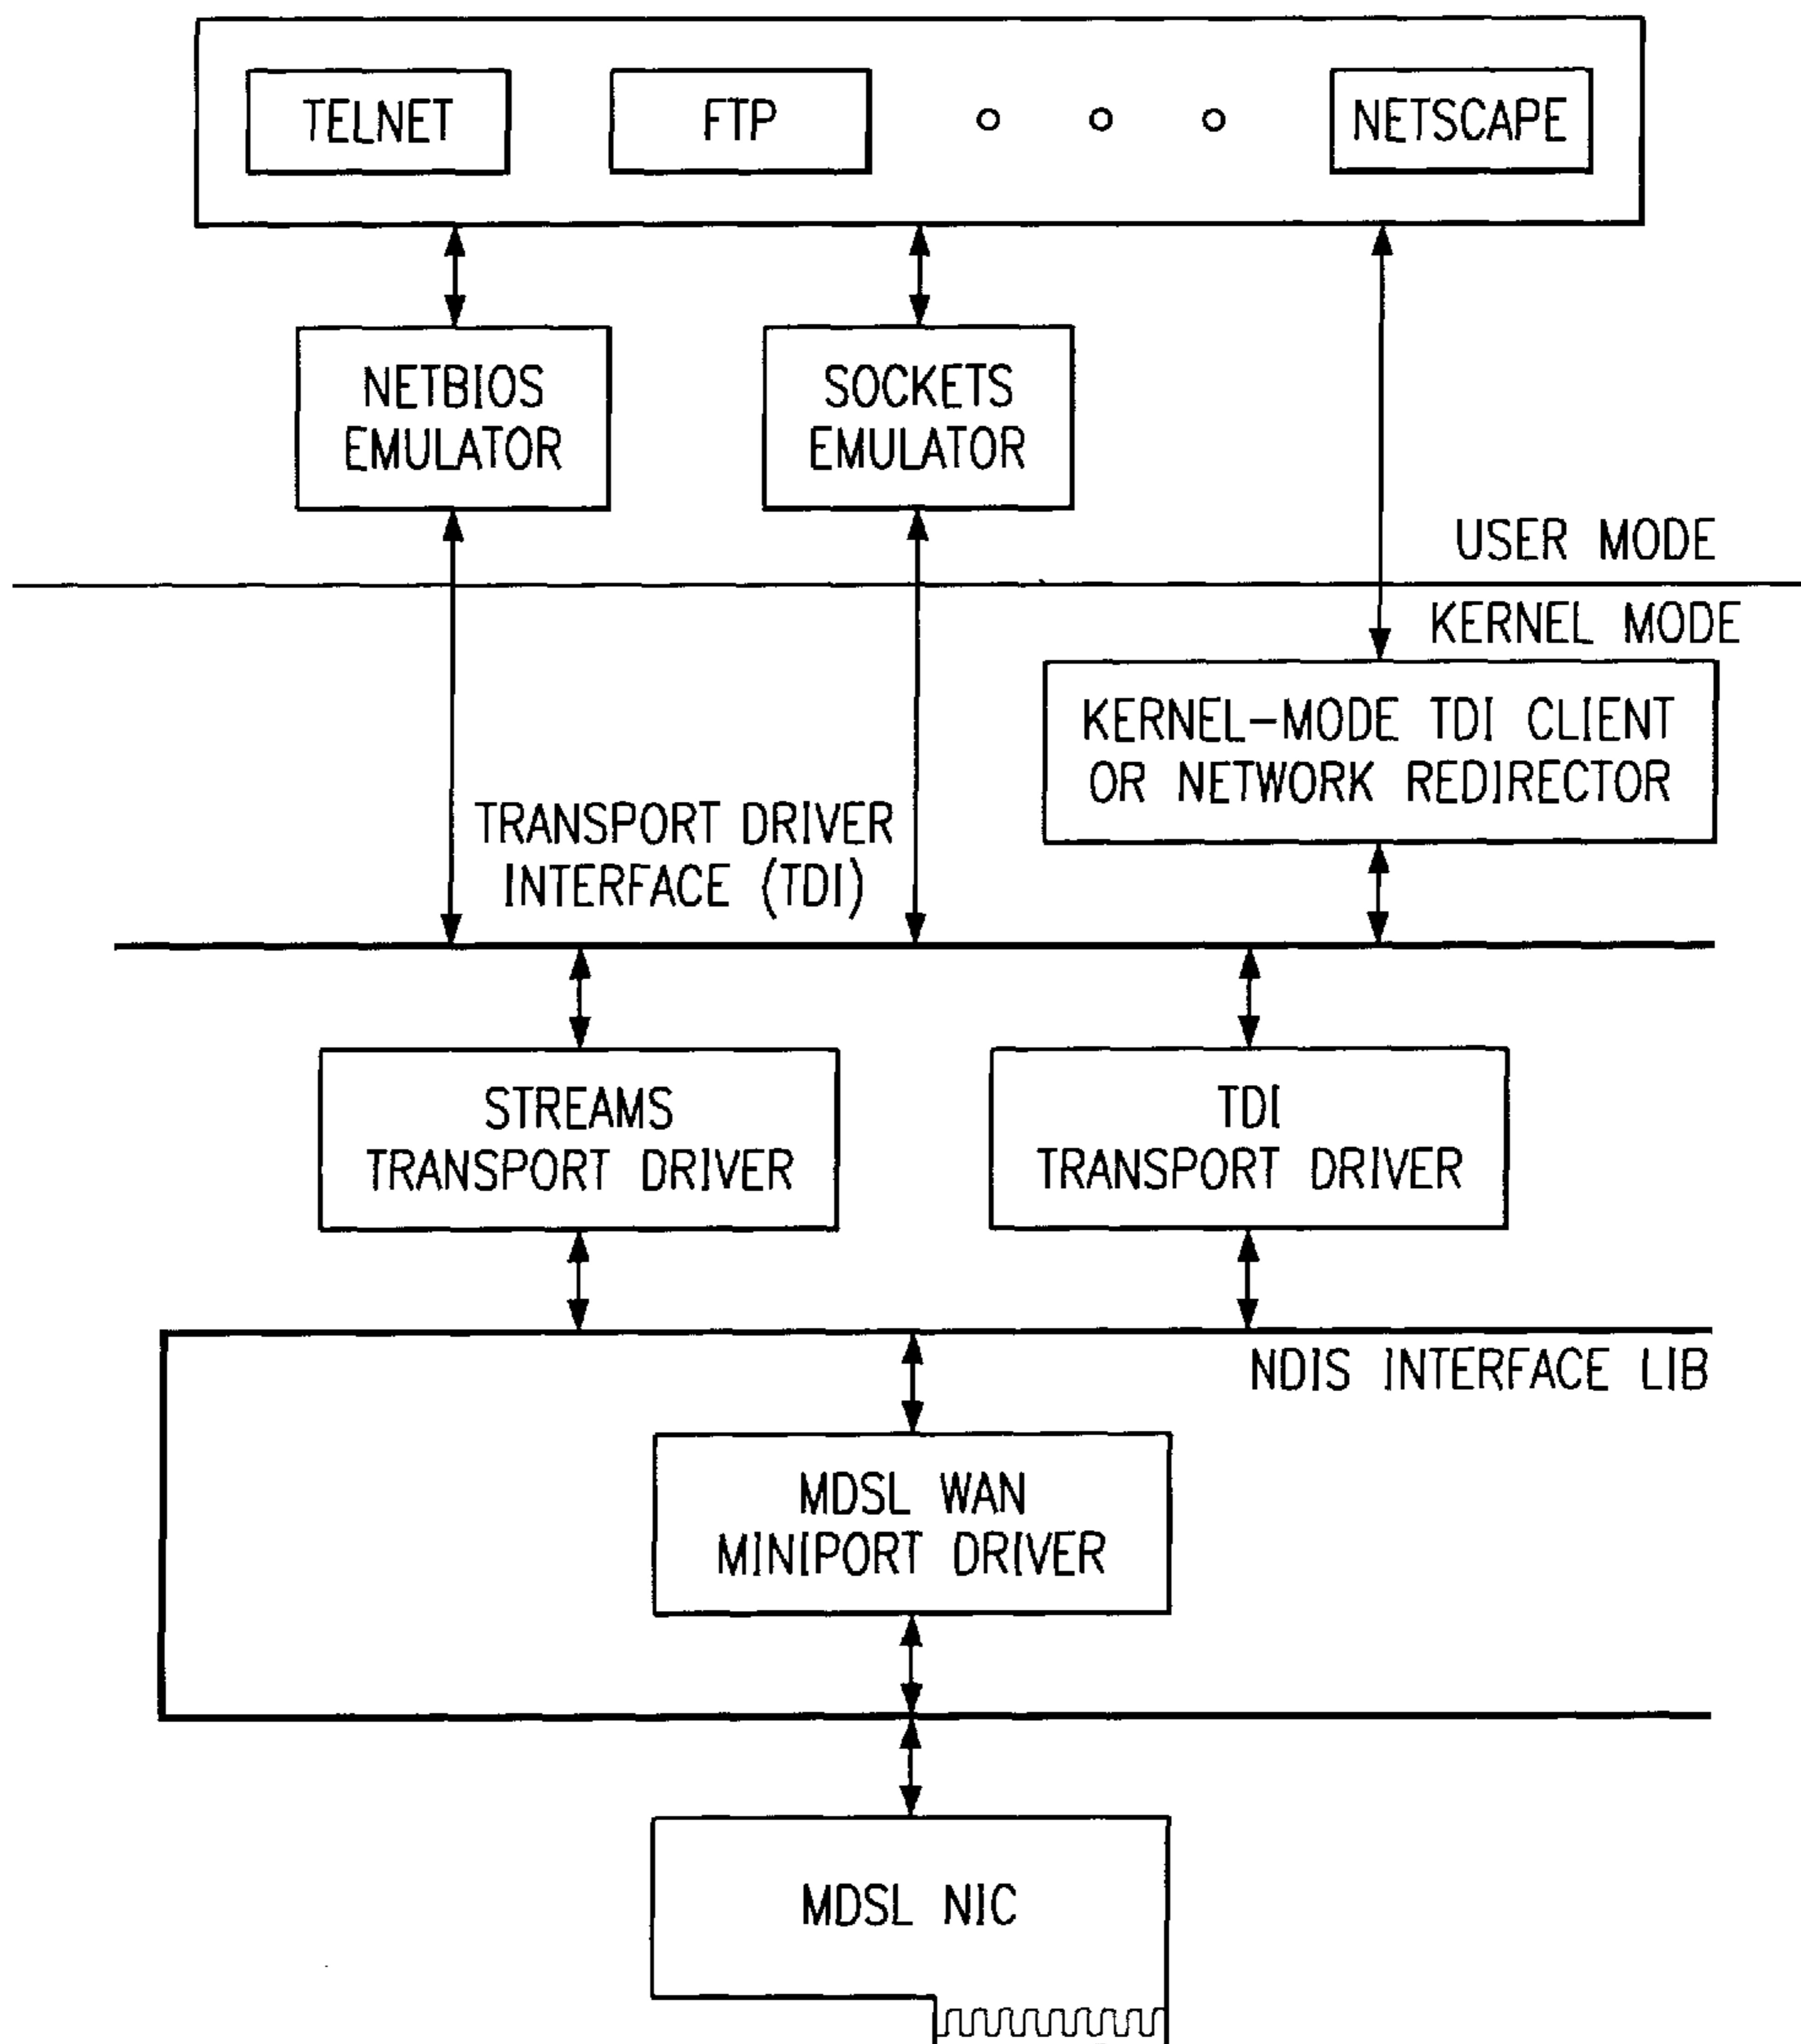 TELNET
FTP
NETSCAPE
NETBIOS
EMULATOR
SOCKETS
EMULATOR
USER MODE
KERNEL MODE
KERNEL-MODE TDI CLIENT
OR NETWORK REDIRECTOR
TRANSPORT DRIVER
INTERFACE (TDI)
STREAMS
TRANSPORT DRIVER
TDI
TRANSPORT DRIVER
NDIS INTERFACE LIB
MDSL WAN
MINIPORT DRIVER
MDSL NIC